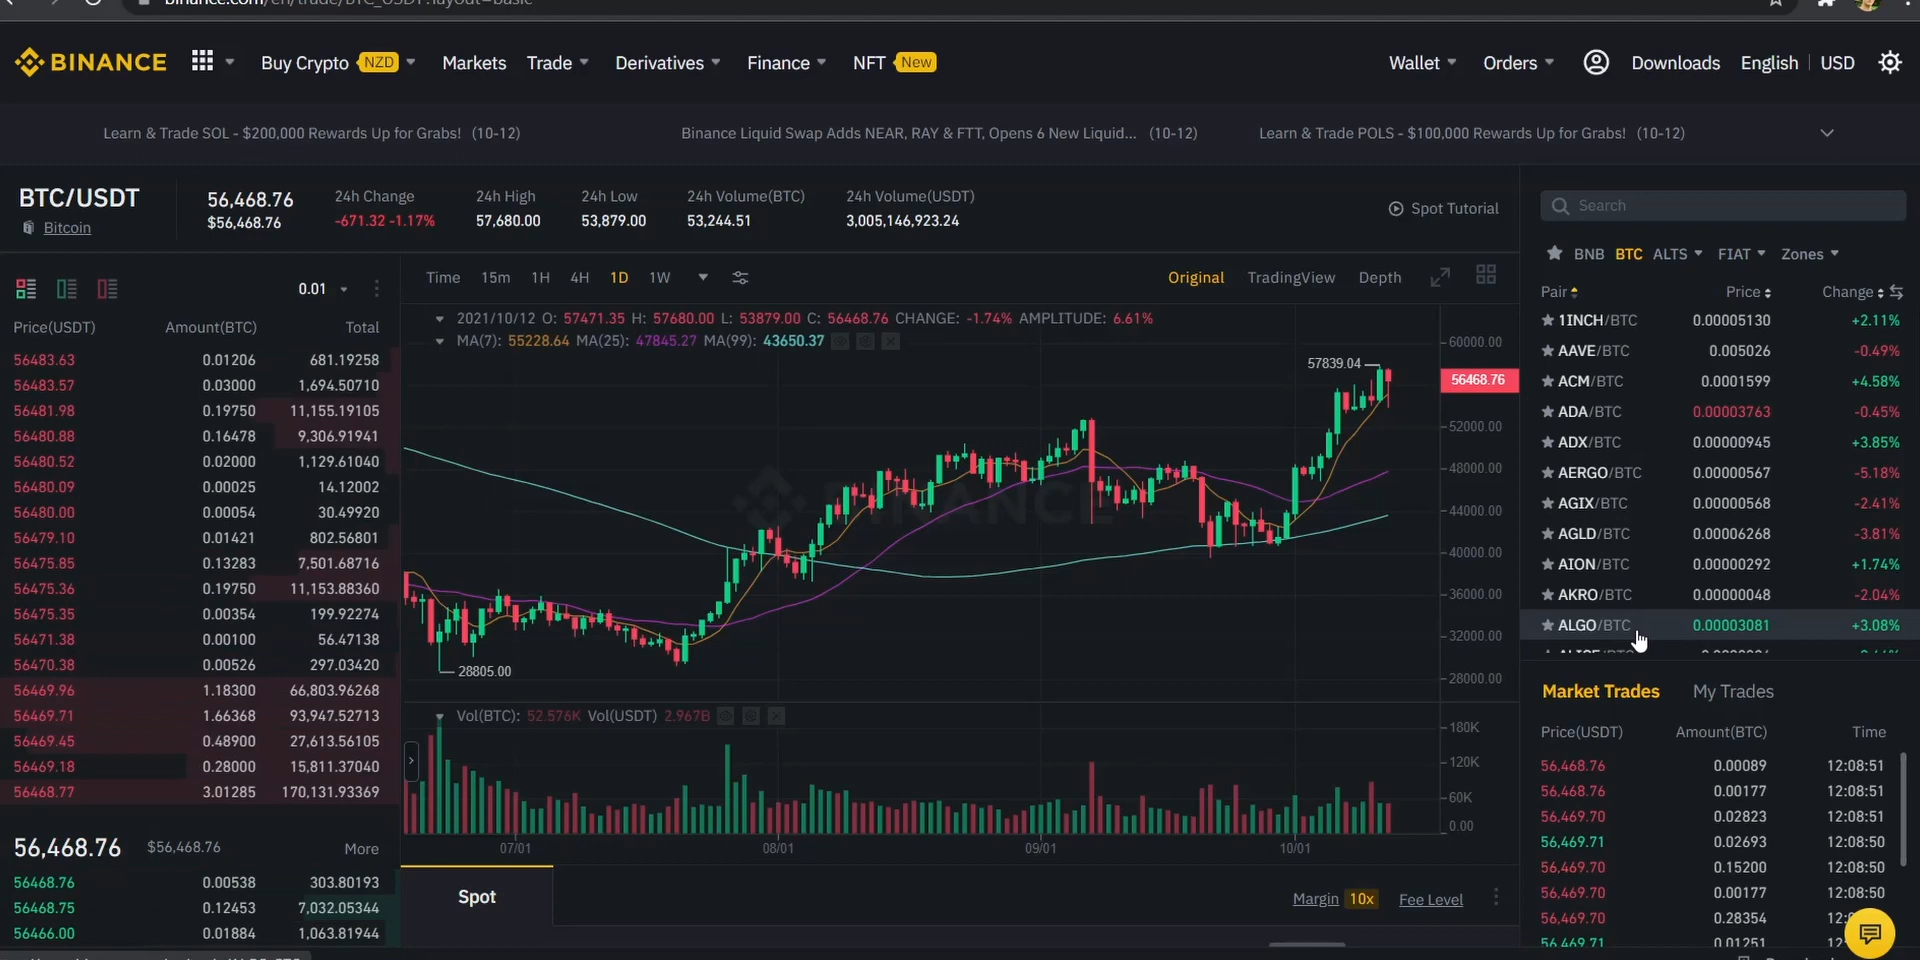 BINANCE
Buy Crypto NZD Markets Trade Derivatives Finance NFT New Wallet Orders Downloads English USD
Learn & Trade SOL - $200,000 Rewards Up for Grabs! (10-12) Binance Liquid Swap Adds NEAR, RAY & FTT, Opens 6 New Liquid... (10-12) Learn & Trade POLS - $100,000 Rewards Up for Grabs! (10-12)
BTC/USDT
Bitcoin
56,468.76
$56,468.76
24h Change
-671.32 -1.17%
24h High
57,680.00
24h Low
53,879.00
24h Volume(BTC)
53,244.51
24h Volume(USDT)
3,005,146,923.24
Spot Tutorial
0.01
Price(USDT) Amount(BTC) Total
56483.63 0.01206 681.19258
56483.57 0.03000 1,694.50710
56481.98 0.19750 11,155.19105
56480.88 0.16478 9,306.91941
56480.52 0.02000 1,129.61040
56480.09 0.00025 14.12002
56480.00 0.00054 30.49920
56479.10 0.01421 802.56801
56475.85 0.13283 7,501.68716
56475.36 0.19750 11,153.88360
56475.35 0.00354 199.92274
56471.38 0.00100 56.47138
56470.38 0.00526 297.03420
56469.96 1.18300 66,803.96268
56469.71 1.66368 93,947.52713
56469.45 0.48900 27,613.56105
56469.18 0.28000 15,811.37040
56468.77 3.01285 170,131.93369
56,468.76 $56,468.76 More
56468.76 0.00538 303.80193
56468.75 0.12453 7,032.05344
56466.00 0.01884 1,063.81944
Time 15m 1H 4H 1D 1W Original TradingView Depth
2021/10/12 O: 57471.35 H: 57680.00 L: 53879.00 C: 56468.76 CHANGE: -1.74% AMPLITUDE: 6.61%
MA(7): 55228.64 MA(25): 47845.27 MA(99): 43650.37
57839.04
28805.00
BINANCE
60000.00
56468.76
52000.00
48000.00
44000.00
40000.00
36000.00
32000.00
28000.00
Vol(BTC): 52.576K Vol(USDT) 2.967B
180K
120K
60K
0.00
07/01 08/01 09/01 10/01
Spot
Margin 10x Fee Level
Search
BNB BTC ALTS FIAT Zones
Pair Price Change
1INCH/BTC 0.00005130 +2.11%
AAVE/BTC 0.005026 -0.49%
ACM/BTC 0.0001599 +4.58%
ADA/BTC 0.00003763 -0.45%
ADX/BTC 0.00000945 +3.85%
AERGO/BTC 0.00000567 -5.18%
AGIX/BTC 0.00000568 -2.41%
AGLD/BTC 0.00006268 -3.81%
AION/BTC 0.00000292 +1.74%
AKRO/BTC 0.00000048 -2.04%
ALGO/BTC 0.00003081 +3.08%
Market Trades My Trades
Price(USDT) Amount(BTC) Time
56,468.76 0.00089 12:08:51
56,468.76 0.00177 12:08:51
56,469.70 0.02823 12:08:51
56,469.71 0.02693 12:08:50
56,469.70 0.15200 12:08:50
56,469.70 0.00177 12:08:50
56,469.70 0.28354
56,469.71 0.01251